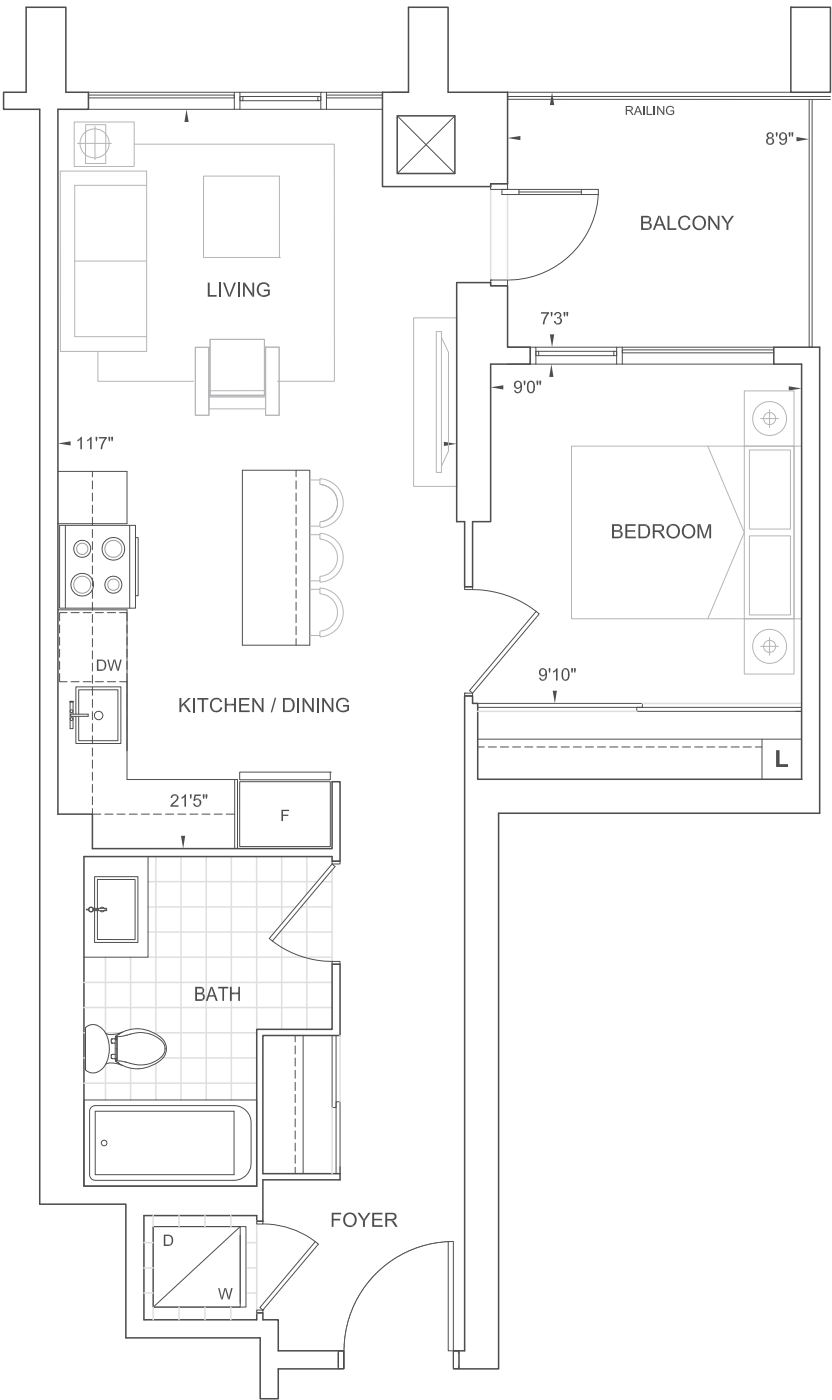 RAILING
8'9"
BALCONY
LIVING
7'3"
9'0"
11'7"
BEDROOM
DW
9'10"
KITCHEN / DINING
L
21'5"
F
BATH
FOYER
D
W